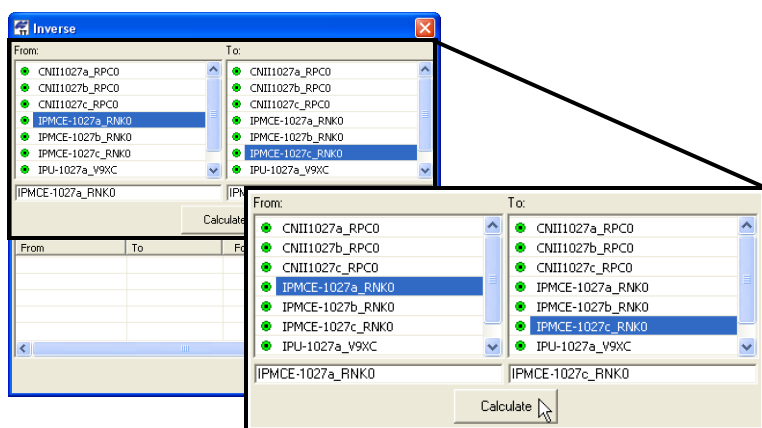 Inverse
From: To:
CNII1027a_RPC0 CNII1027a_RPC0
CNII1027b_RPC0 CNII1027b_RPC0
CNII1027c_RPC0 CNII1027c_RPC0
IPMCE-1027a_RNK0 IPMCE-1027a_RNK0
IPMCE-1027b_RNK0 IPMCE-1027b_RNK0
IPMCE-1027c_RNK0 IPMCE-1027c_RNK0
IPU-1027a_V9XC IPU-1027a_V9XC
IPMCE-1027a_RNK0 IPM
Calculate
From To Fo
From: To:
CNII1027a_RPC0 CNII1027a_RPC0
CNII1027b_RPC0 CNII1027b_RPC0
CNII1027c_RPC0 CNII1027c_RPC0
IPMCE-1027a_RNK0 IPMCE-1027a_RNK0
IPMCE-1027b_RNK0 IPMCE-1027b_RNK0
IPMCE-1027c_RNK0 IPMCE-1027c_RNK0
IPU-1027a_V9XC IPU-1027a_V9XC
IPMCE-1027a_RNK0 IPMCE-1027c_RNK0
Calculate